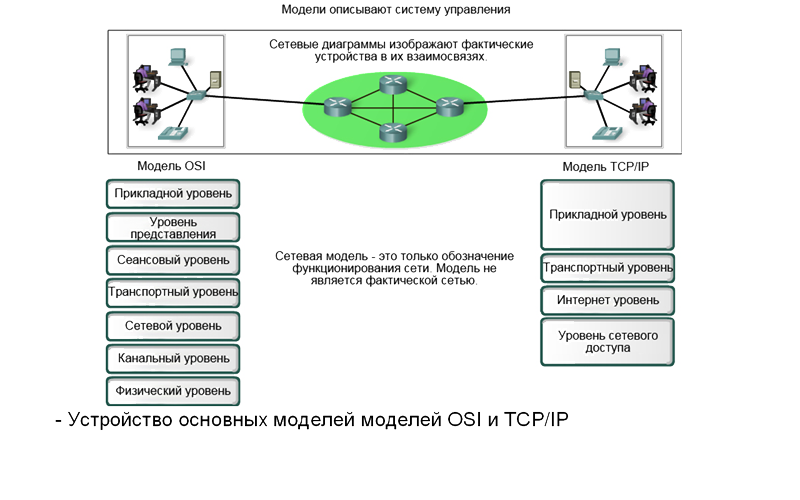 Модели описывают систему управления
Сетевые диаграммы изображают фактические
устройства в их взаимосвязях.
Модель OSI
Модель TCP/IP
Прикладной уровень
Уровень
представления
Сеансовый уровень
Транспортный уровень
Сетевой уровень
Канальный уровень
Физический уровень
Сетевая модель - это только обозначение
функционирования сети. Модель не
является фактической сетью.
Прикладной уровень
Транспортный уровень
Интернет уровень
Уровень сетевого
доступа
- Устройство основных моделей моделей OSI и TCP/IP